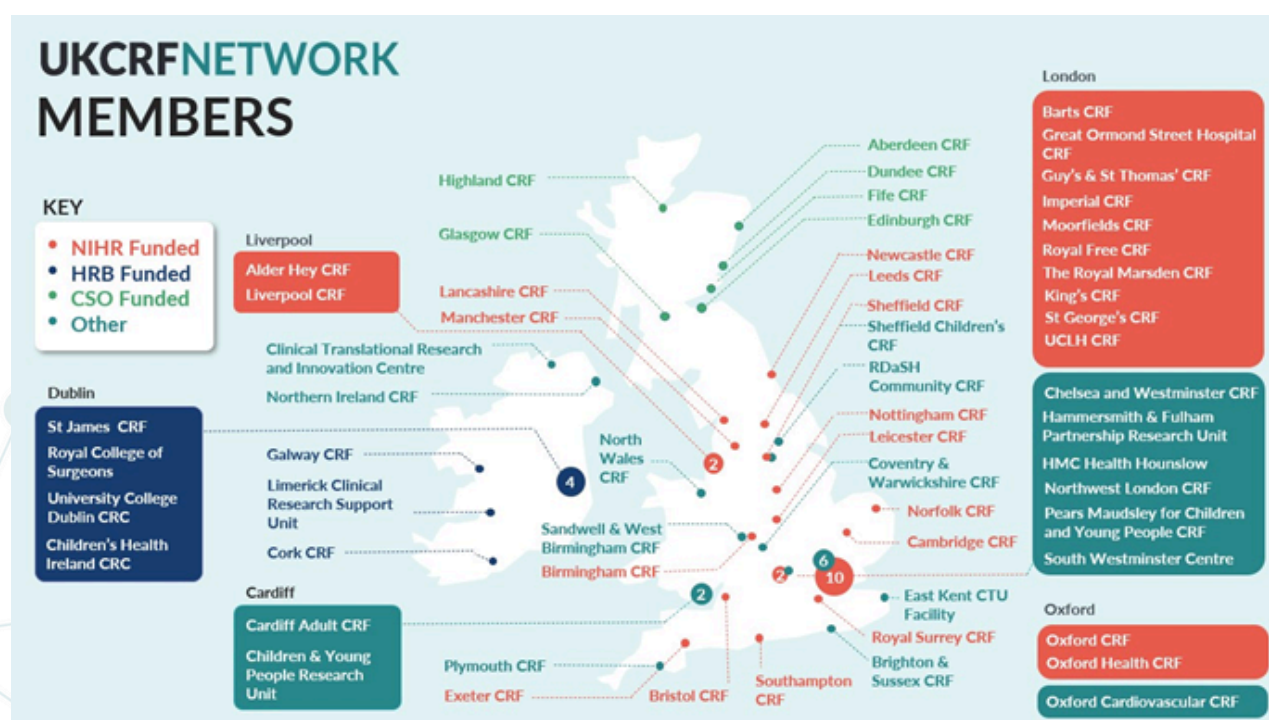 UKCRFNETWORK
MEMBERS
KEY
NIHR Funded
HRB Funded
CSO Funded
Other
Liverpool
Alder Hey CRF
Liverpool CRF
Dublin
St James CRF
Royal College of
Surgeons
University College
Dublin CRC
Children's Health
Ireland CRC
Cardiff
Cardiff Adult CRF
Children & Young
People Research
Unit
Highland CRF
Glasgow CRF
Lancashire CRF
Manchester CRF
Clinical Translational Research
and Innovation Centre
Northern Ireland CRF
Galway CRF
Limerick Clinical
Research Support
Unit
Cork CRF
North
Wales
CRF
Sandwell & West
Birmingham CRF
Birmingham CRF
Plymouth CRF
Exeter CRF
Bristol CRF
Southampton
CRF
2
4
2
2
6
10
Aberdeen CRF
Dundee CRF
Fife CRF
Edinburgh CRF
Newcastle CRF
Leeds CRF
Sheffield CRF
Sheffield Children's
CRF
RDaSH
Community CRF
Nottingham CRF
Leicester CRF
Coventry &
Warwickshire CRF
Norfolk CRF
Cambridge CRF
East Kent CTU
Facility
Royal Surrey CRF
Brighton &
Sussex CRF
London
Barts CRF
Great Ormond Street Hospital
CRF
Guy's & St Thomas' CRF
Imperial CRF
Moorfields CRF
Royal Free CRF
The Royal Marsden CRF
King's CRF
St George's CRF
UCLH CRF
Chelsea and Westminster CRF
Hammersmith & Fulham
Partnership Research Unit
HMC Health Hounslow
Northwest London CRF
Pears Maudsley for Children
and Young People CRF
South Westminster Centre
Oxford
Oxford CRF
Oxford Health CRF
Oxford Cardiovascular CRF